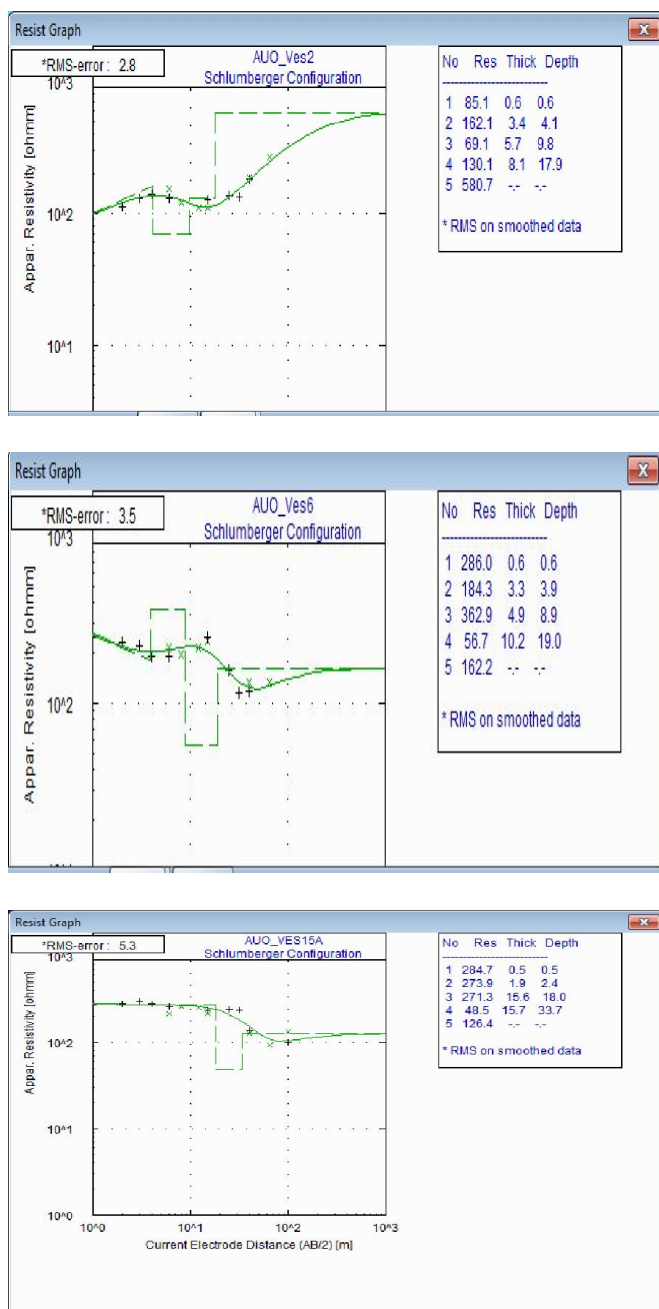 Resist Graph
*RMS-error : 2.8
AUO_Ves2
Schlumberger Configuration
10^3
10^2
10^1
Appar. Resistivity [ohmm]
No Res Thick Depth
1 85.1 0.6 0.6
2 162.1 3.4 4.1
3 69.1 5.7 9.8
4 130.1 8.1 17.9
5 580.7 -.- -.-
* RMS on smoothed data
Resist Graph
*RMS-error : 3.5
AUO_Ves6
Schlumberger Configuration
10^3
10^2
Appar. Resistivity [ohmm]
No Res Thick Depth
1 286.0 0.6 0.6
2 184.3 3.3 3.9
3 362.9 4.9 8.9
4 56.7 10.2 19.0
5 162.2 -.- -.-
* RMS on smoothed data
Resist Graph
*RMS-error : 5.3
AUO_VES15A
Schlumberger Configuration
10^3
10^2
10^1
10^0
Appar. Resistivity [ohmm]
10^0 10^1 10^2 10^3
Current Electrode Distance (AB/2) [m]
No Res Thick Depth
1 284.7 0.5 0.5
2 273.9 1.9 2.4
3 271.3 15.6 18.0
4 48.5 15.7 33.7
5 126.4 -.- -.-
* RMS on smoothed data